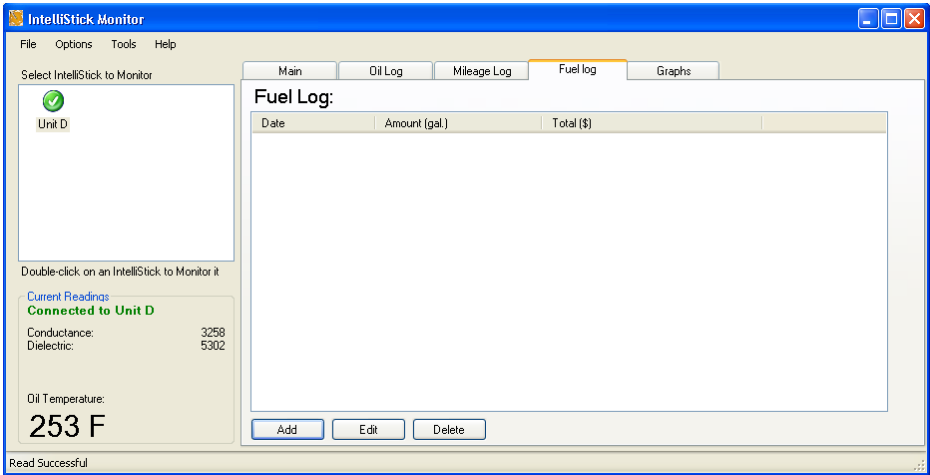 IntelliStick Monitor
File Options Tools Help
Select IntelliStick to Monitor
Unit D
Double-click on an IntelliStick to Monitor it
Current Readings
Connected to Unit D
Conductance: 3258
Dielectric: 5302
Oil Temperature:
253 F
Main Oil Log Mileage Log Fuel log Graphs
Fuel Log:
Date Amount (gal.) Total ($)
Add Edit Delete
Read Successful